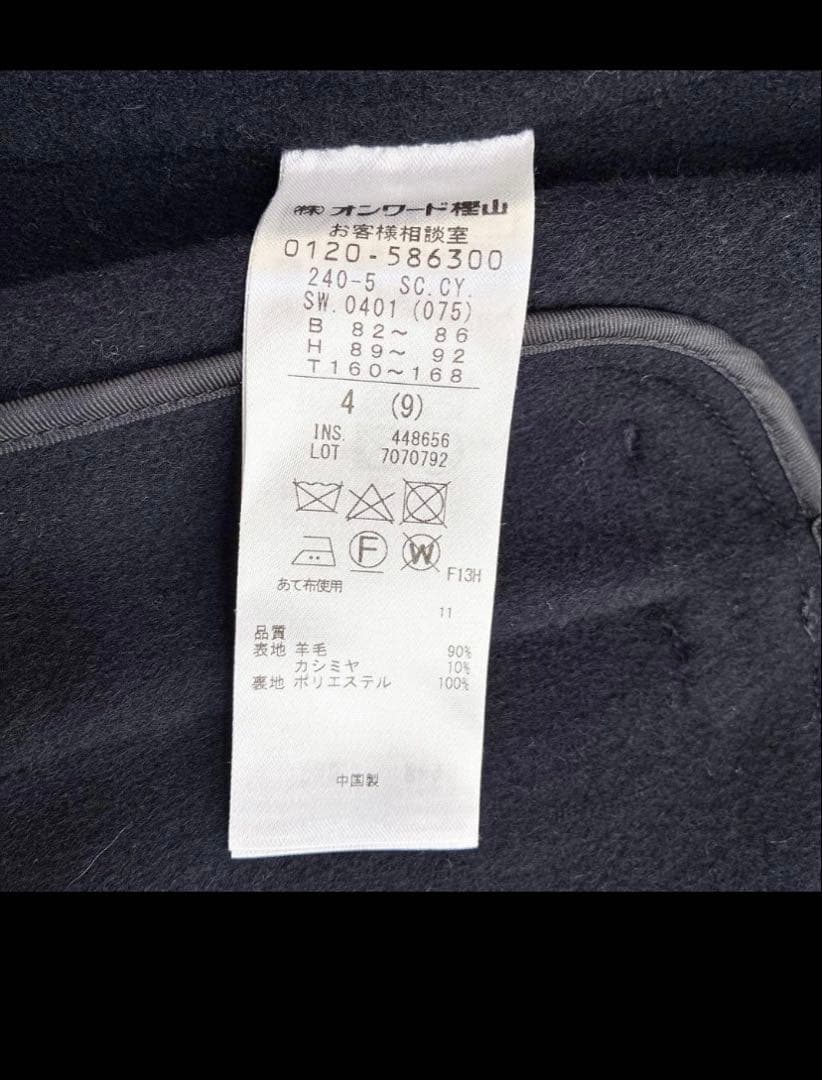 ㈱ オンワード樫山
お客様相談室
0120-586300
240-5 SC.CY.
SW.0401 (075)
B 82～ 86
H 89～ 92
T160～168
4 (9)
INS. 448656
LOT 7070792
F W F13H
あて布使用
11
品質
表地 羊毛 90%
カシミヤ 10%
裏地 ポリエステル 100%
中国製